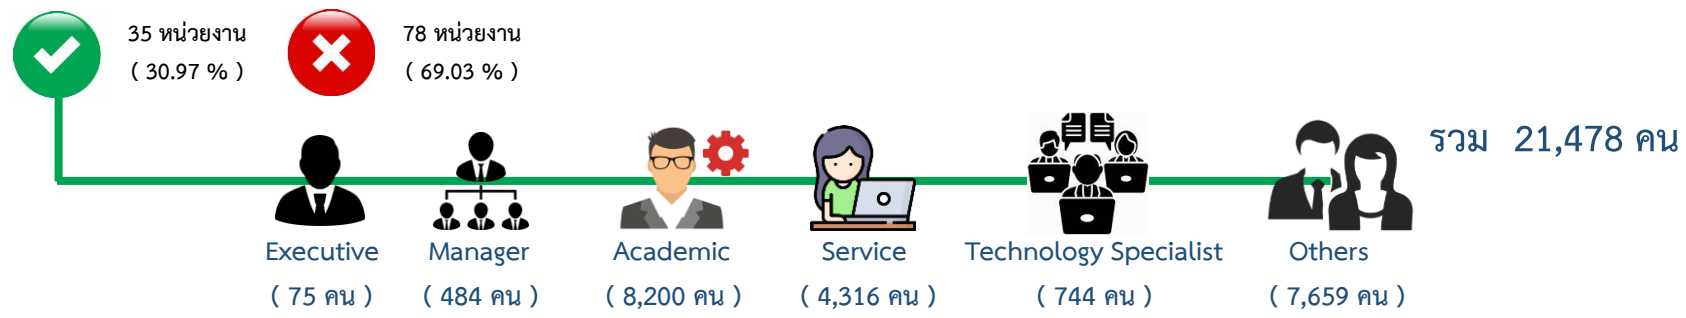 35 หน่วยงาน
( 30.97 % )
78 หน่วยงาน
( 69.03 % )
รวม 21,478 คน
Executive
( 75 คน )
Manager
( 484 คน )
Academic
( 8,200 คน )
Service
( 4,316 คน )
Technology Specialist
( 744 คน )
Others
( 7,659 คน )